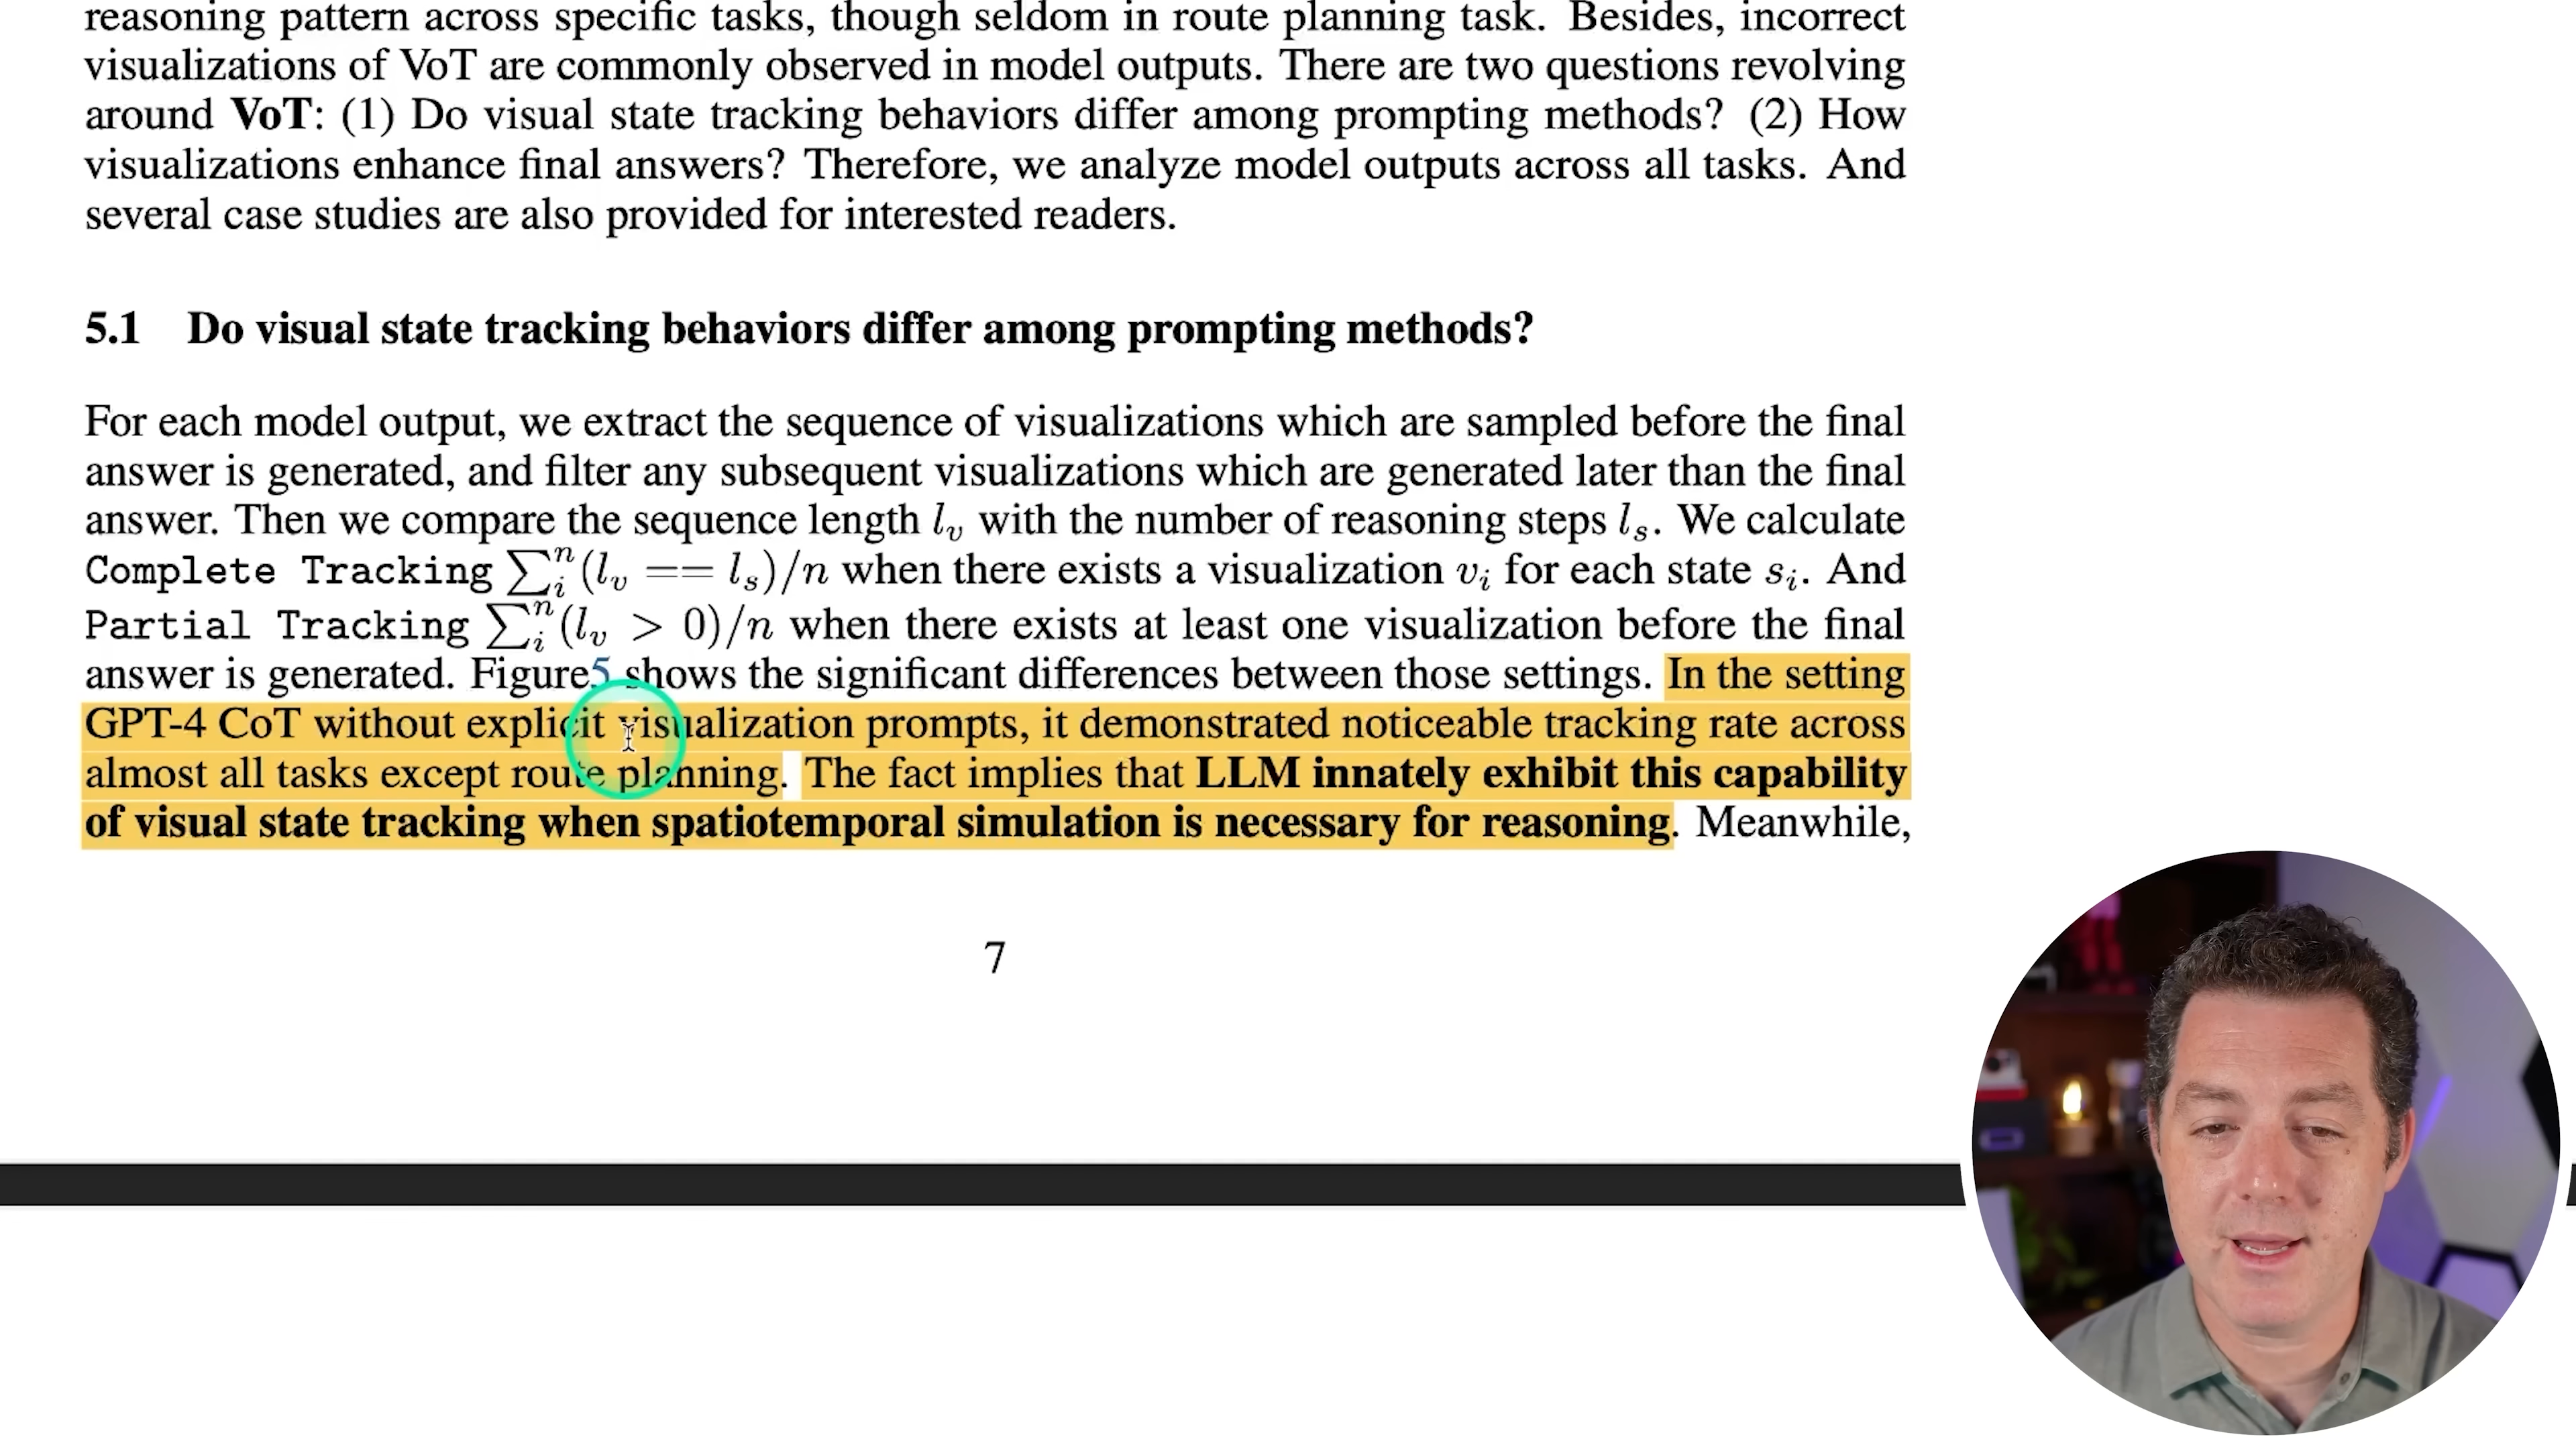 reasoning pattern across specific tasks, though seldom in route planning task. Besides, incorrect
visualizations of VoT are commonly observed in model outputs. There are two questions revolving
around VoT: (1) Do visual state tracking behaviors differ among prompting methods? (2) How
visualizations enhance final answers? Therefore, we analyze model outputs across all tasks. And
several case studies are also provided for interested readers.
5.1 Do visual state tracking behaviors differ among prompting methods?
For each model output, we extract the sequence of visualizations which are sampled before the final
answer is generated, and filter any subsequent visualizations which are generated later than the final
answer. Then we compare the sequence length l_v with the number of reasoning steps l_s. We calculate
Complete Tracking ∑_i^n(l_v == l_s)/n when there exists a visualization v_i for each state s_i. And
Partial Tracking ∑_i^n(l_v > 0)/n when there exists at least one visualization before the final
answer is generated. Figure5 shows the significant differences between those settings. In the setting
GPT-4 CoT without explicit visualization prompts, it demonstrated noticeable tracking rate across
almost all tasks except route planning. The fact implies that LLM innately exhibit this capability
of visual state tracking when spatiotemporal simulation is necessary for reasoning. Meanwhile,
7